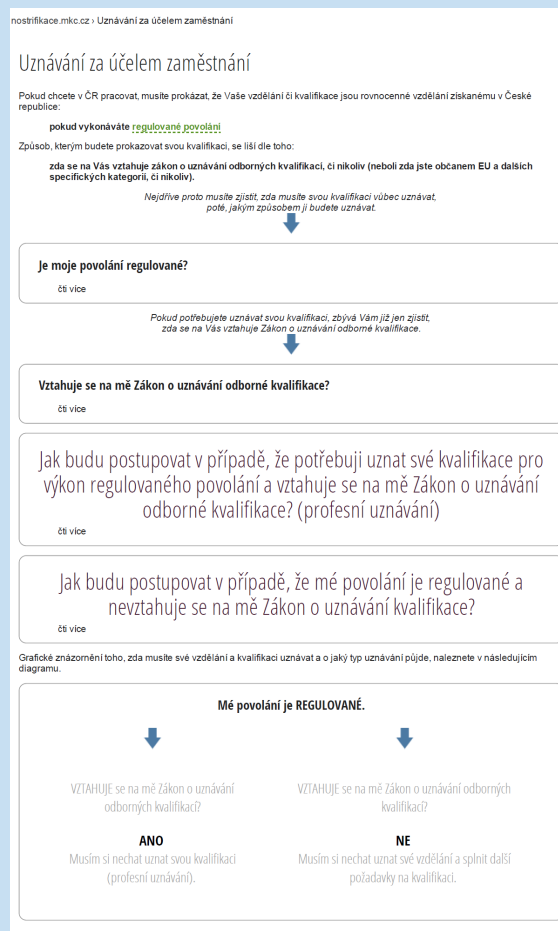 nostrifikace.mkc.cz › Uznávání za účelem zaměstnání
Uznávání za účelem zaměstnání
Pokud chcete v ČR pracovat, musíte prokázat, že Vaše vzdělání či kvalifikace jsou rovnocenné vzdělání získanému v České
republice:
pokud vykonáváte regulované povolání
Způsob, kterým budete prokazovat svou kvalifikaci, se liší dle toho:
zda se na Vás vztahuje zákon o uznávání odborných kvalifikací, či nikoliv (neboli zda jste občanem EU a dalších
specifických kategorií, či nikoliv).
Nejdříve proto musíte zjistit, zda musíte svou kvalifikaci vůbec uznávat,
poté, jakým způsobem ji budete uznávat.
Je moje povolání regulované?
čti více
Pokud potřebujete uznávat svou kvalifikaci, zbývá Vám již jen zjistit,
zda se na Vás vztahuje Zákon o uznávání odborné kvalifikace.
Vztahuje se na mě Zákon o uznávání odborné kvalifikace?
čti více
Jak budu postupovat v případě, že potřebuji uznat své kvalifikace pro
výkon regulovaného povolání a vztahuje se na mě Zákon o uznávání
odborné kvalifikace? (profesní uznávání)
čti více
Jak budu postupovat v případě, že mé povolání je regulované a
nevztahuje se na mě Zákon o uznávání kvalifikace?
čti více
Grafické znázornění toho, zda musíte své vzdělání a kvalifikaci uznávat a o jaký typ uznávání půjde, naleznete v následujícím
diagramu.
Mé povolání je REGULOVANÉ.
VZTAHUJE se na mě Zákon o uznávání
odborných kvalifikací?
ANO
Musím si nechat uznat svou kvalifikaci
(profesní uznávání).
VZTAHUJE se na mě Zákon o uznávání odborných
kvalifikací?
NE
Musím si nechat uznat své vzdělání a splnit další
požadavky na kvalifikaci.